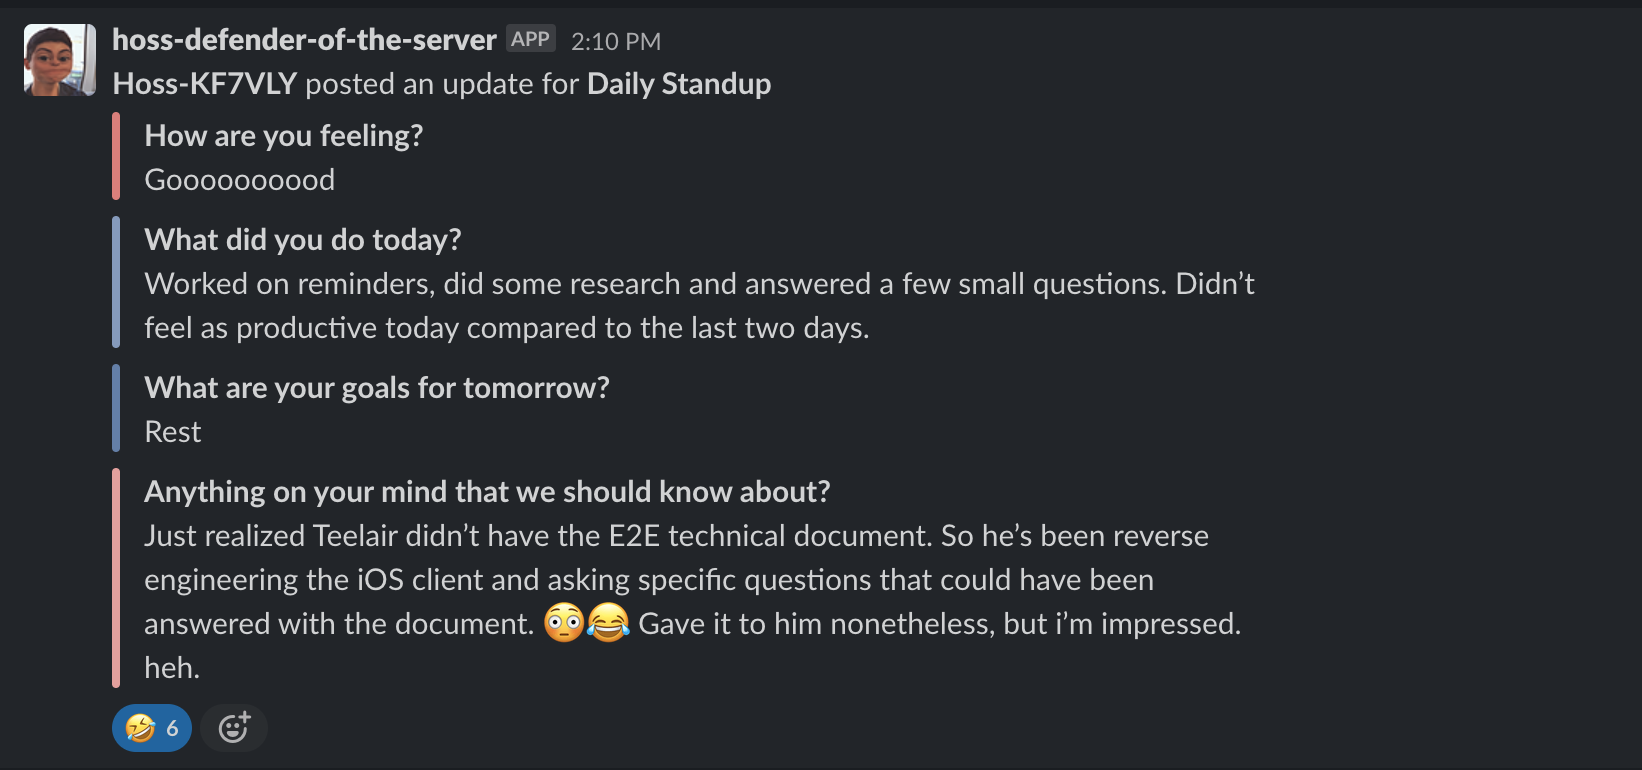 hoss-defender-of-the-server APP 2:10 PM
Hoss-KF7VLY posted an update for Daily Standup
How are you feeling?
Goooooooood
What did you do today?
Worked on reminders, did some research and answered a few small questions. Didn’t
feel as productive today compared to the last two days.
What are your goals for tomorrow?
Rest
Anything on your mind that we should know about?
Just realized Teelair didn’t have the E2E technical document. So he’s been reverse
engineering the iOS client and asking specific questions that could have been
answered with the document. 😳😂 Gave it to him nonetheless, but i’m impressed.
heh.
🤣 6